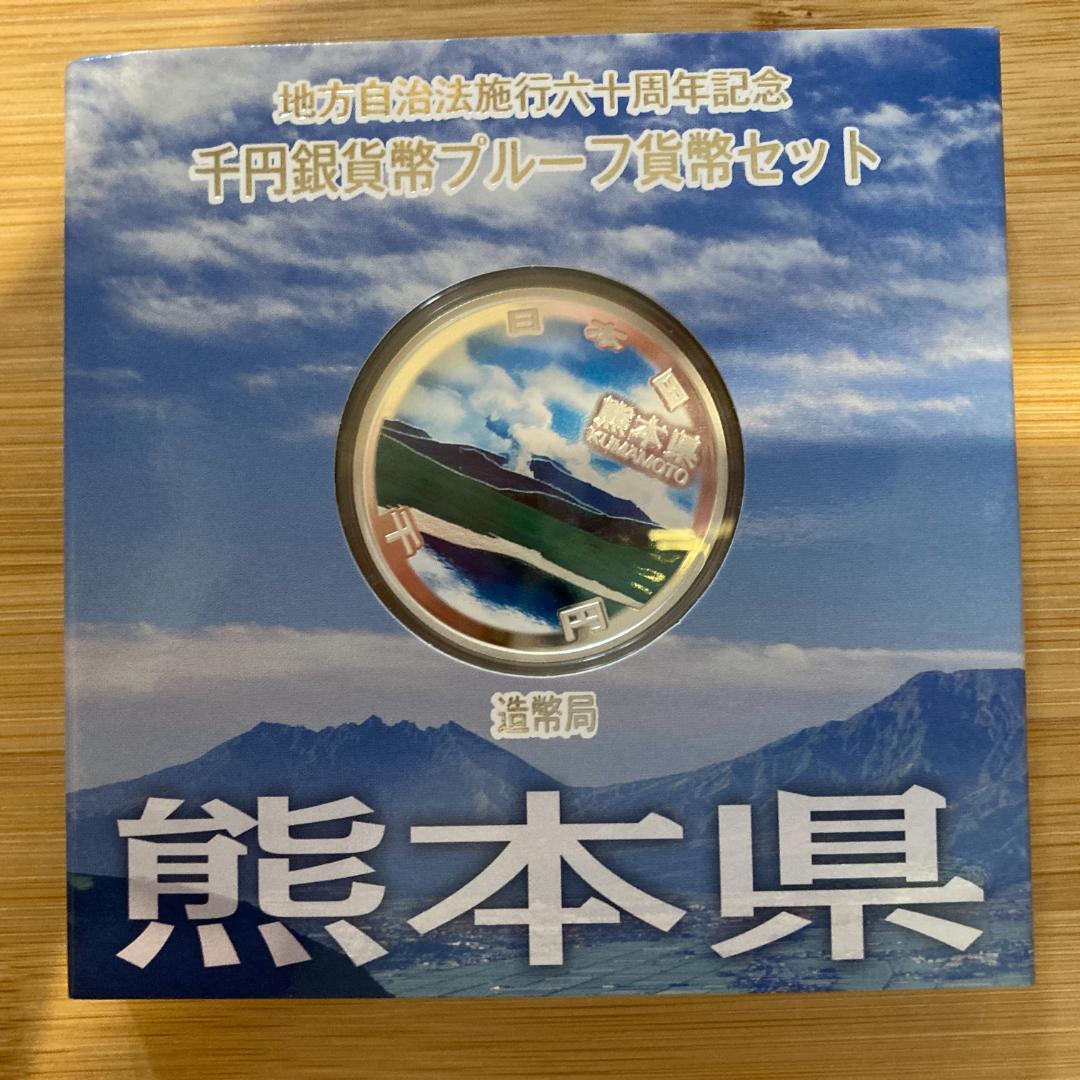 地方自治法施行六十周年記念
千円銀貨幣プルーフ貨幣セット
日本国
熊本県
KUMAMOTO
千円
造幣局
熊本県